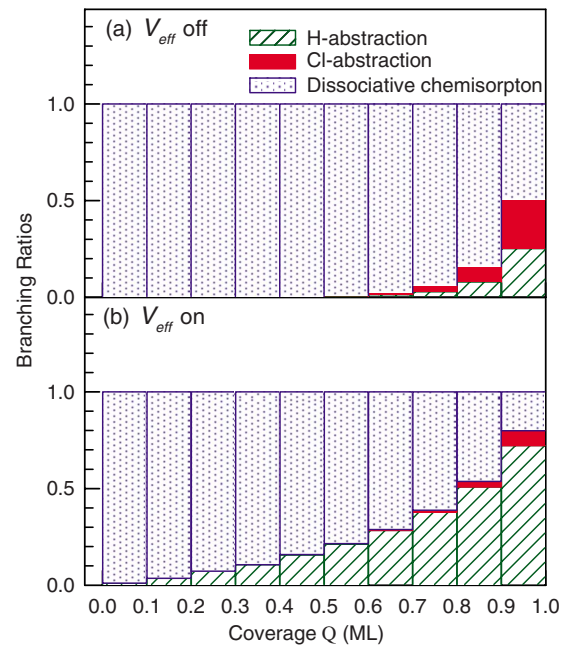 (a) Veff off
H-abstraction
Cl-abstraction
Dissociative chemisorpton
1.0
0.5
0.0
(b) Veff on
1.0
0.5
0.0
Branching Ratios
0.0 0.1 0.2 0.3 0.4 0.5 0.6 0.7 0.8 0.9 1.0
Coverage Q (ML)